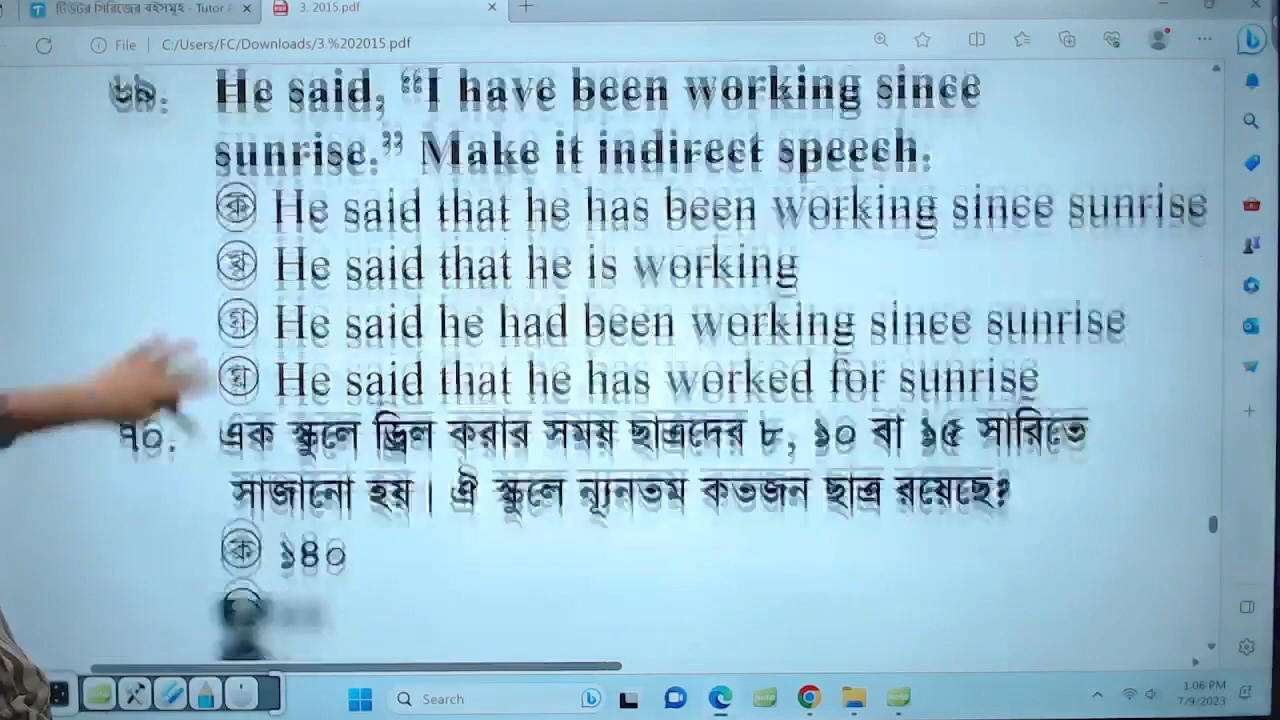 টিউটর সিরিজের বইসমূহ - Tutor
3. 2015.pdf
File
C:/Users/FC/Downloads/3.%202015.pdf
৬৯. He said, “I have been working since
sunrise.” Make it indirect speech.
ক He said that he has been working since sunrise
খ He said that he is working
গ He said he had been working since sunrise
ঘ He said that he has worked for sunrise
৭০. এক স্কুলে ড্রিল করার সময় ছাত্রদের ৮, ১০ বা ১৫ সারিতে
সাজানো হয়। ঐ স্কুলে ন্যূনতম কতজন ছাত্র রয়েছে?
ক ১৪০
Search
1:06 PM
7/9/2023